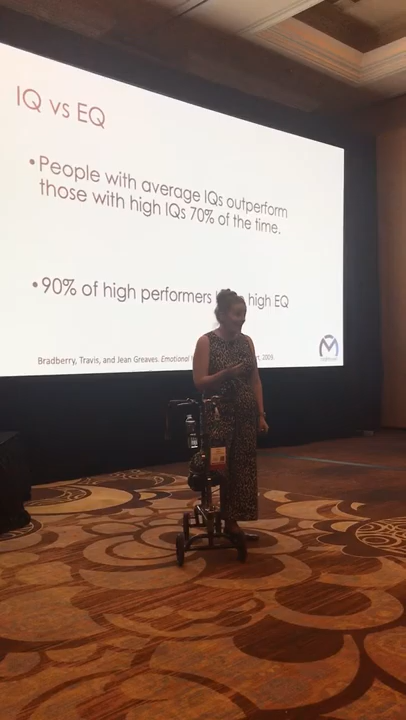 IQ vs EQ
•People with average IQs outperform
those with high IQs 70% of the time.
•90% of high performers high EQ
Bradberry, Travis, and Jean Greaves. Emotional 2009.